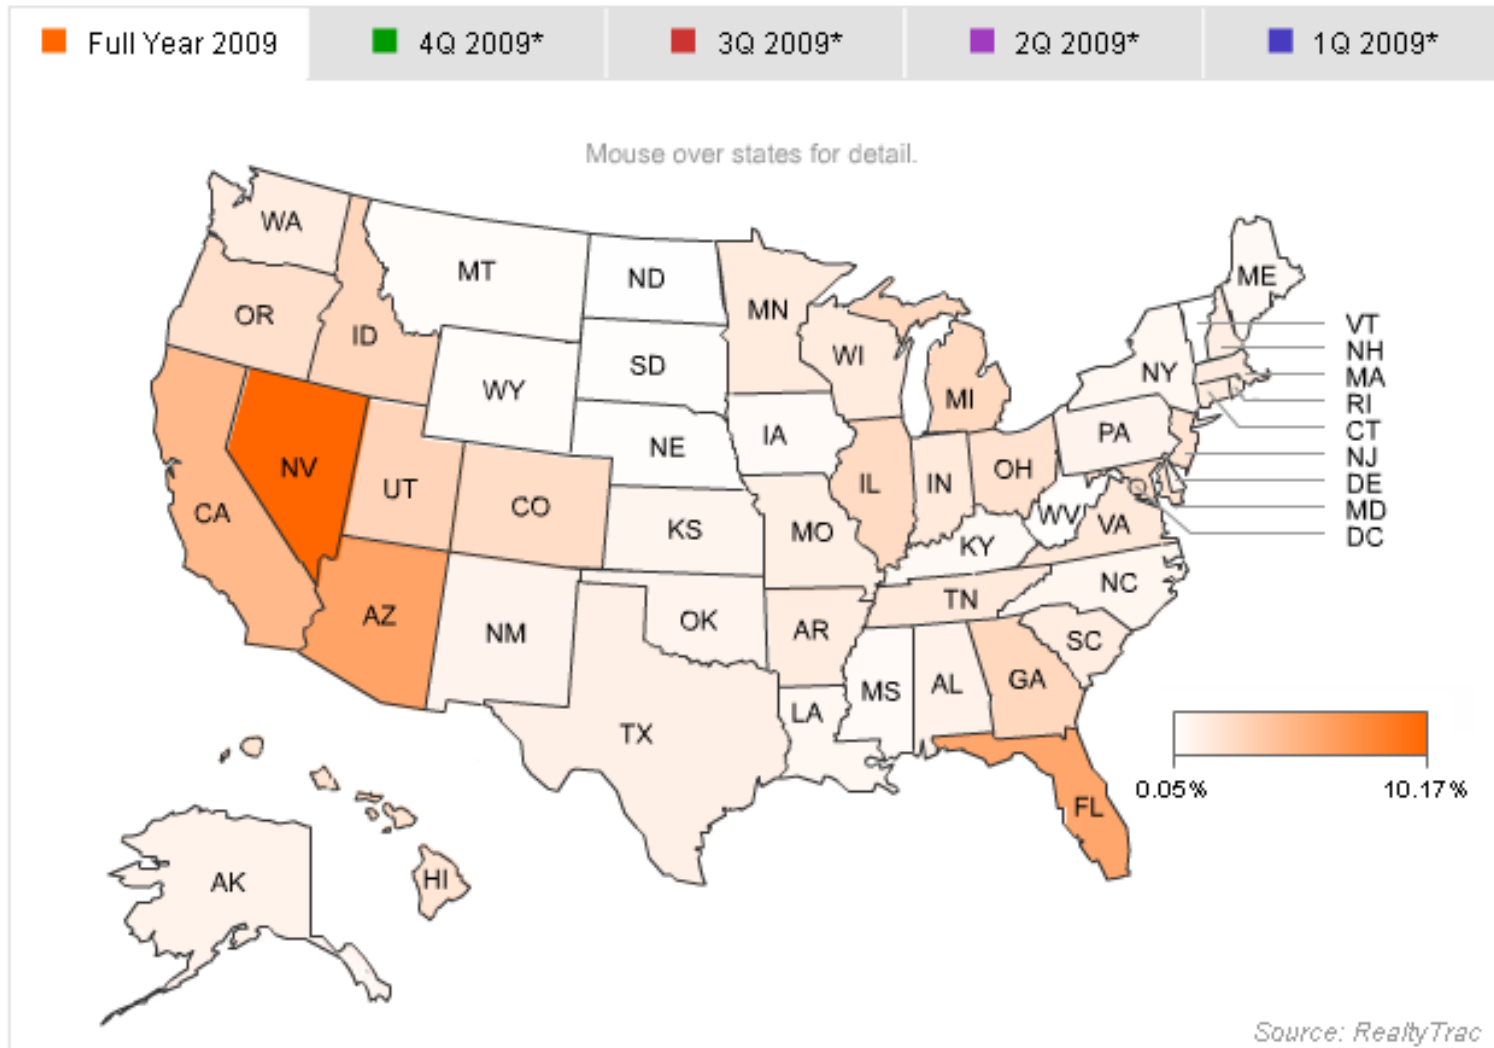 Full Year 2009
4Q 2009*
3Q 2009*
2Q 2009*
1Q 2009*
Mouse over states for detail.
WA
MT
ND
MN
ME
OR
ID
SD
WI
MI
NY
VT
NH
MA
RI
CT
NJ
DE
MD
DC
WY
NE
IA
PA
NV
UT
CO
CA
KS
MO
IL
IN
OH
WV
VA
KY
NC
TN
AZ
NM
OK
AR
SC
MS
AL
GA
LA
TX
FL
0.05%
10.17%
AK
HI
Source: RealtyTrac